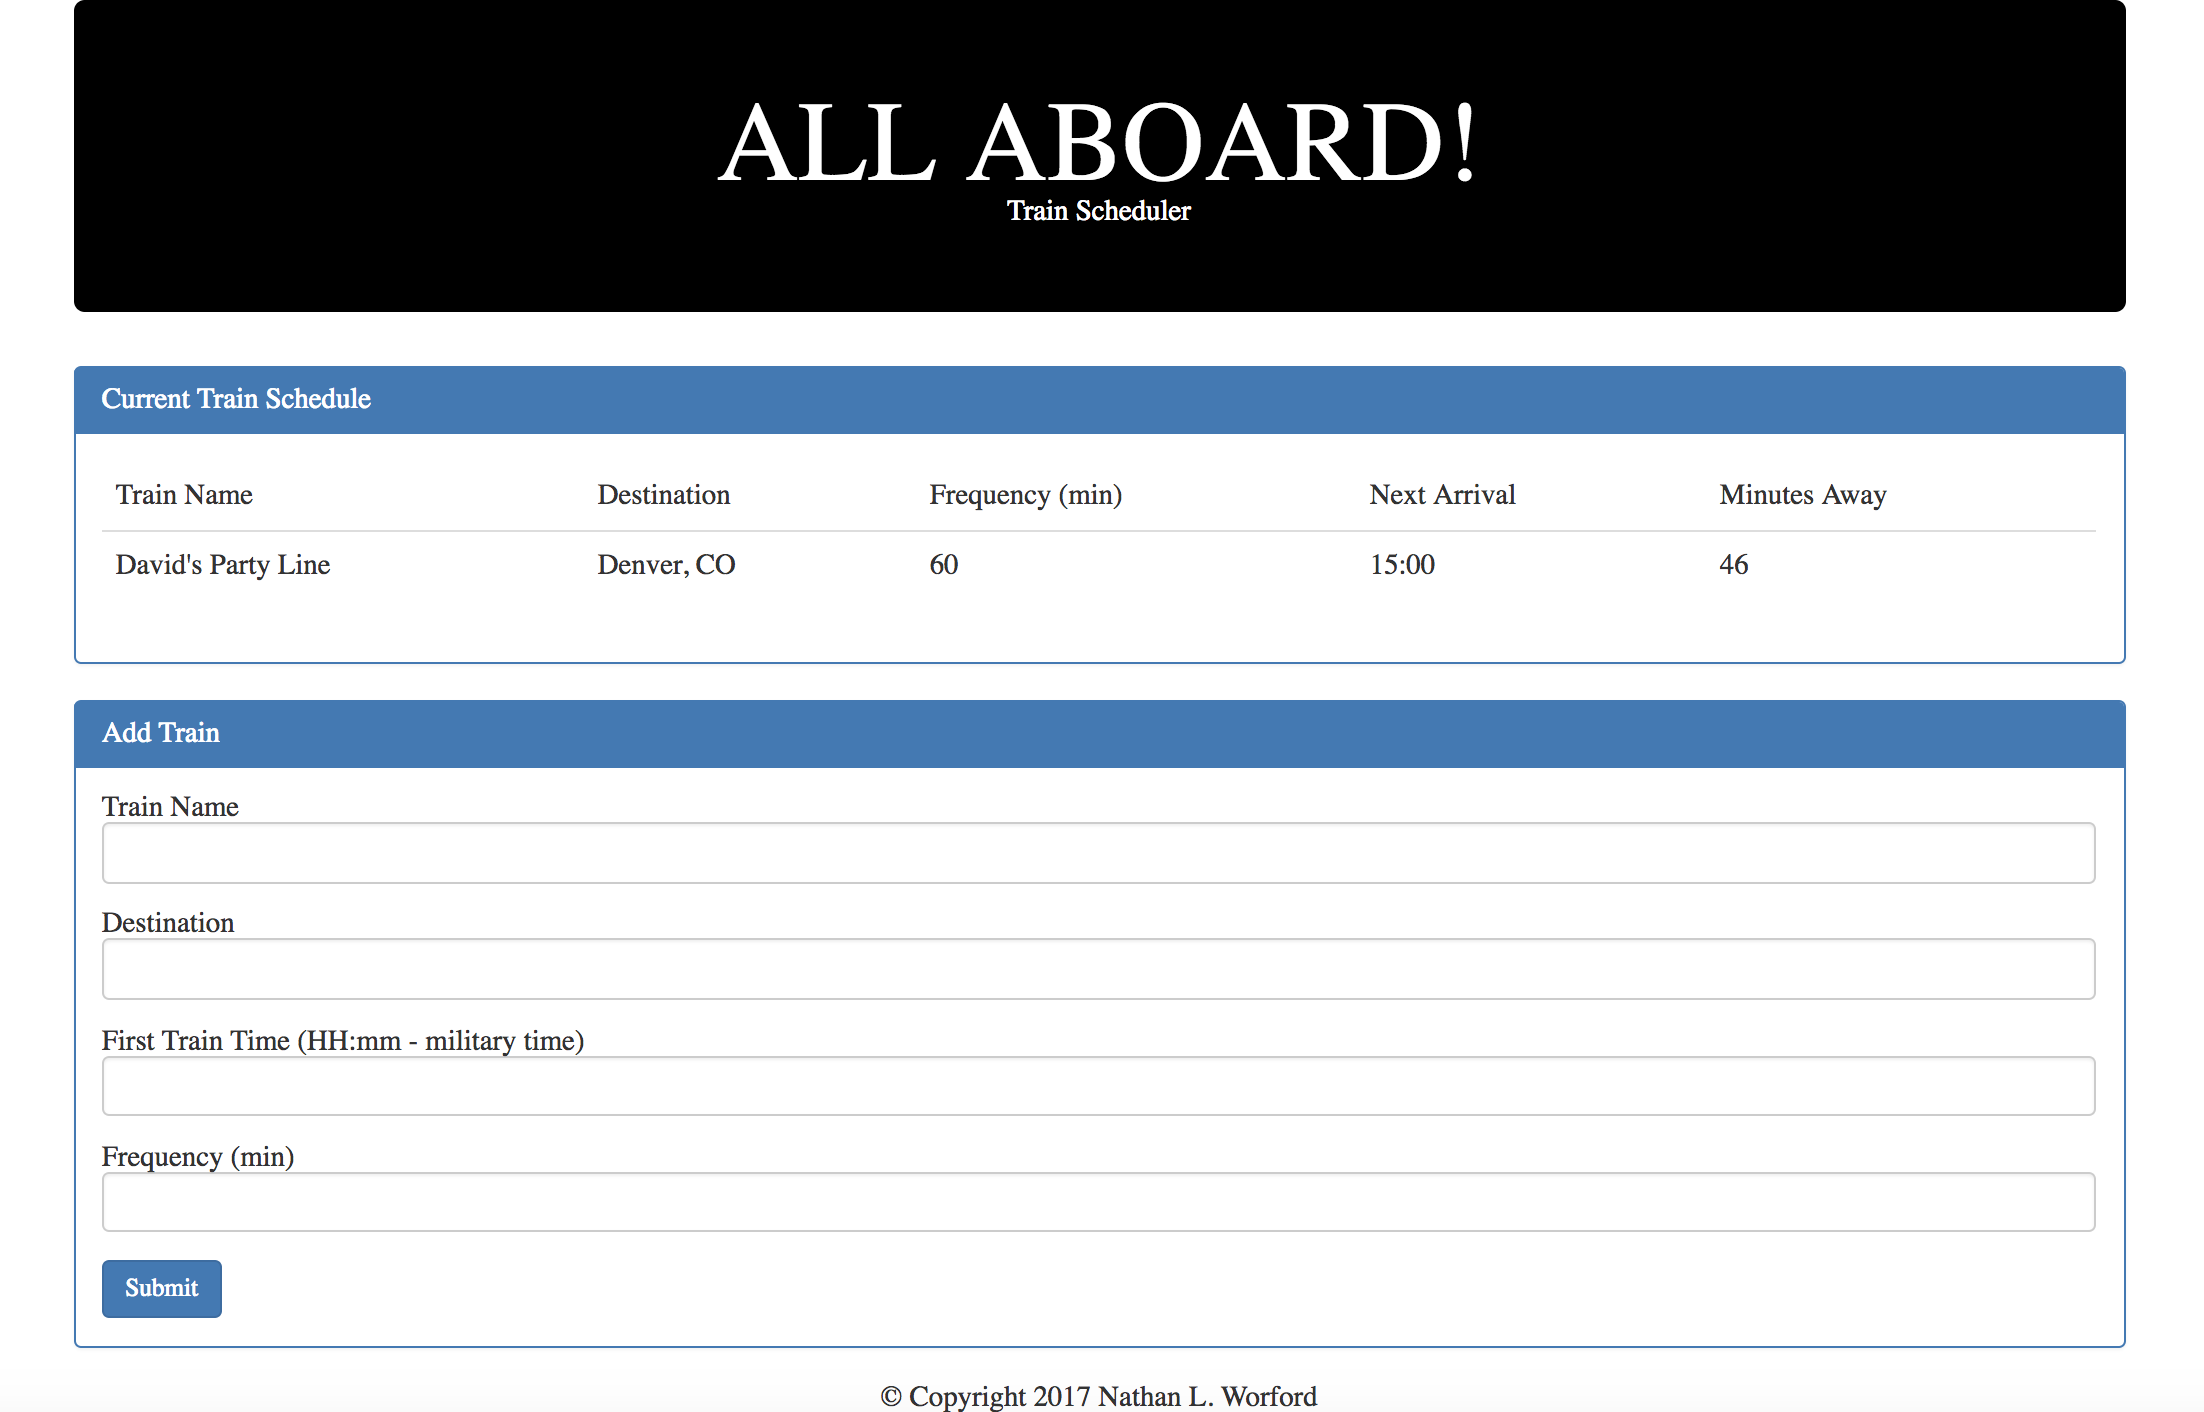 ALL ABOARD!
Train Scheduler
Current Train Schedule
Train Name Destination Frequency (min) Next Arrival Minutes Away
David's Party Line Denver, CO 60 15:00 46
Add Train
Train Name
Destination
First Train Time (HH:mm - military time)
Frequency (min)
Submit
© Copyright 2017 Nathan L. Worford